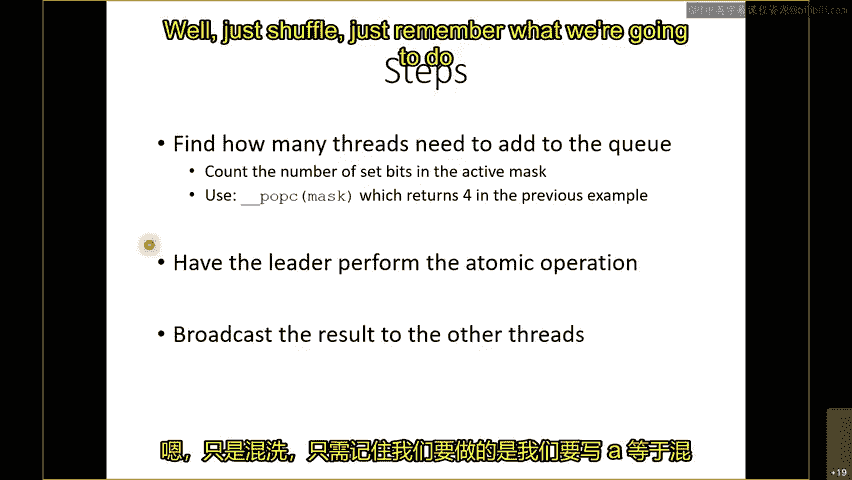 Well, just shuffle, just remember what we're going
to do
Steps
• Find how many threads need to add to the queue
• Count the number of set bits in the active mask
• Use: __popc(mask) which returns 4 in the previous example
• Have the leader perform the atomic operation
• Broadcast the result to the other threads
嗯，只是混洗，只需记住我们要做的是我们要写 a 等于混
+19